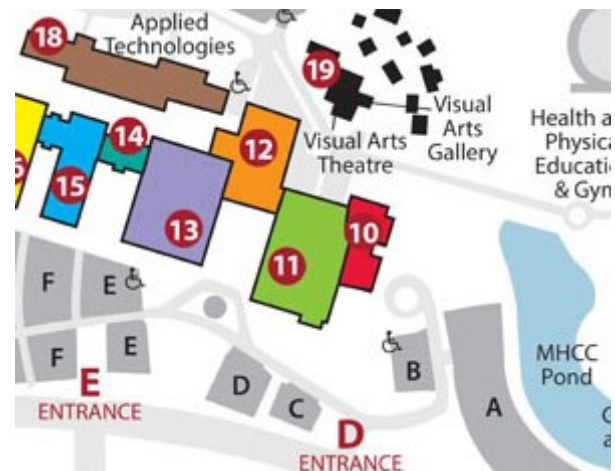 18
Applied
Technologies
19
Visual
Arts
Gallery
Visual Arts
Theatre
Health
Physica
Educatio
& Gym
14
12
15
13
10
11
F
E
F
E
D
C
B
A
MHCC
Pond
E
ENTRANCE
D
ENTRANCE